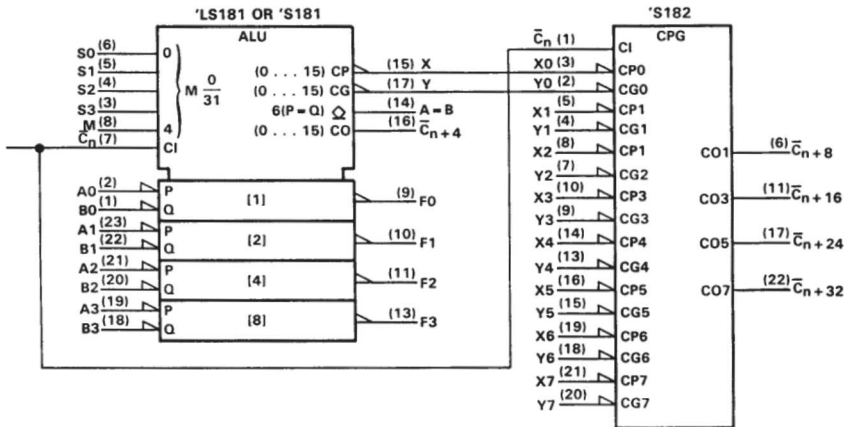 'LS181 OR 'S181
ALU
S0 (6) 0
S1 (5)
S2 (4)
S3 (3)
M (8) 4
C̅n (7) CI
M 0/31
(0 . . . 15) CP (15) X
(0 . . . 15) CG (17) Y
6(P = Q) (14) A = B
(0 . . . 15) CO (16) C̅n+4
A0 (2) P
B0 (1) Q
[1]
(9) F0
A1 (23) P
B1 (22) Q
[2]
(10) F1
A2 (21) P
B2 (20) Q
[4]
(11) F2
A3 (19) P
B3 (18) Q
[8]
(13) F3
'S182
CPG
C̅n (1) CI
X0 (3) CP0
Y0 (2) CG0
X1 (5) CP1
Y1 (4) CG1
X2 (8) CP1
Y2 (7) CG2
X3 (10) CP3
Y3 (9) CG3
X4 (14) CP4
Y4 (13) CG4
X5 (16) CP5
Y5 (15) CG5
X6 (19) CP6
Y6 (18) CG6
X7 (21) CP7
Y7 (20) CG7
CO1 (6) C̅n+8
CO3 (11) C̅n+16
CO5 (17) C̅n+24
CO7 (22) C̅n+32